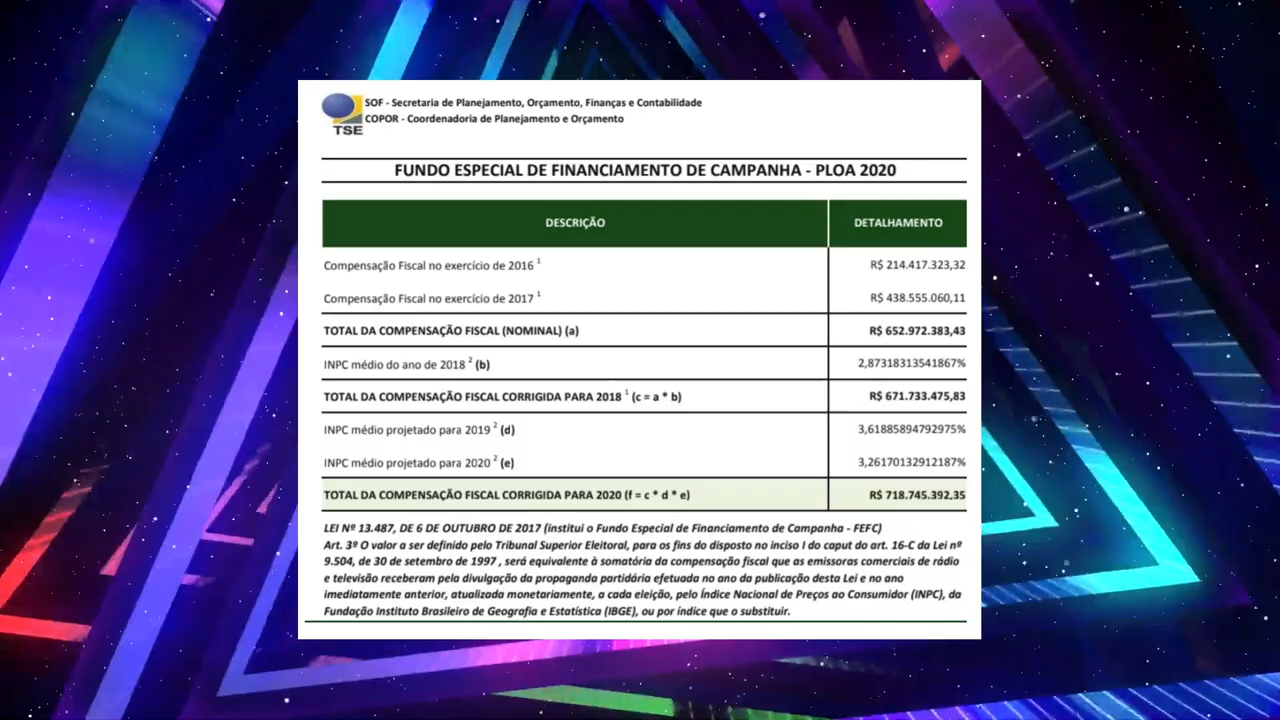 SOF - Secretaria de Planejamento, Orçamento, Finanças e Contabilidade
COPOR - Coordenadoria de Planejamento e Orçamento
TSE
FUNDO ESPECIAL DE FINANCIAMENTO DE CAMPANHA - PLOA 2020
DESCRIÇÃO DETALHAMENTO
Compensação Fiscal no exercício de 2016 ¹ R$ 214.417.323,32
Compensação Fiscal no exercício de 2017 ¹ R$ 438.555.060,11
TOTAL DA COMPENSAÇÃO FISCAL (NOMINAL) (a) R$ 652.972.383,43
INPC médio do ano de 2018 ² (b) 2,87318313541867%
TOTAL DA COMPENSAÇÃO FISCAL CORRIGIDA PARA 2018 ¹ (c = a * b) R$ 671.733.475,83
INPC médio projetado para 2019 ² (d) 3,61885894792975%
INPC médio projetado para 2020 ² (e) 3,26170132912187%
TOTAL DA COMPENSAÇÃO FISCAL CORRIGIDA PARA 2020 (f = c * d * e) R$ 718.745.392,35
LEI Nº 13.487, DE 6 DE OUTUBRO DE 2017 (institui o Fundo Especial de Financiamento de Campanha - FEFC)
Art. 3º O valor a ser definido pelo Tribunal Superior Eleitoral, para os fins do disposto no inciso I do caput do art. 16-C da Lei nº
9.504, de 30 de setembro de 1997 , será equivalente à somatória da compensação fiscal que as emissoras comerciais de rádio
e televisão receberam pela divulgação da propaganda partidária efetuada no ano da publicação desta Lei e no ano
imediatamente anterior, atualizada monetariamente, a cada eleição, pelo Índice Nacional de Preços ao Consumidor (INPC), da
Fundação Instituto Brasileiro de Geografia e Estatística (IBGE), ou por índice que o substituir.